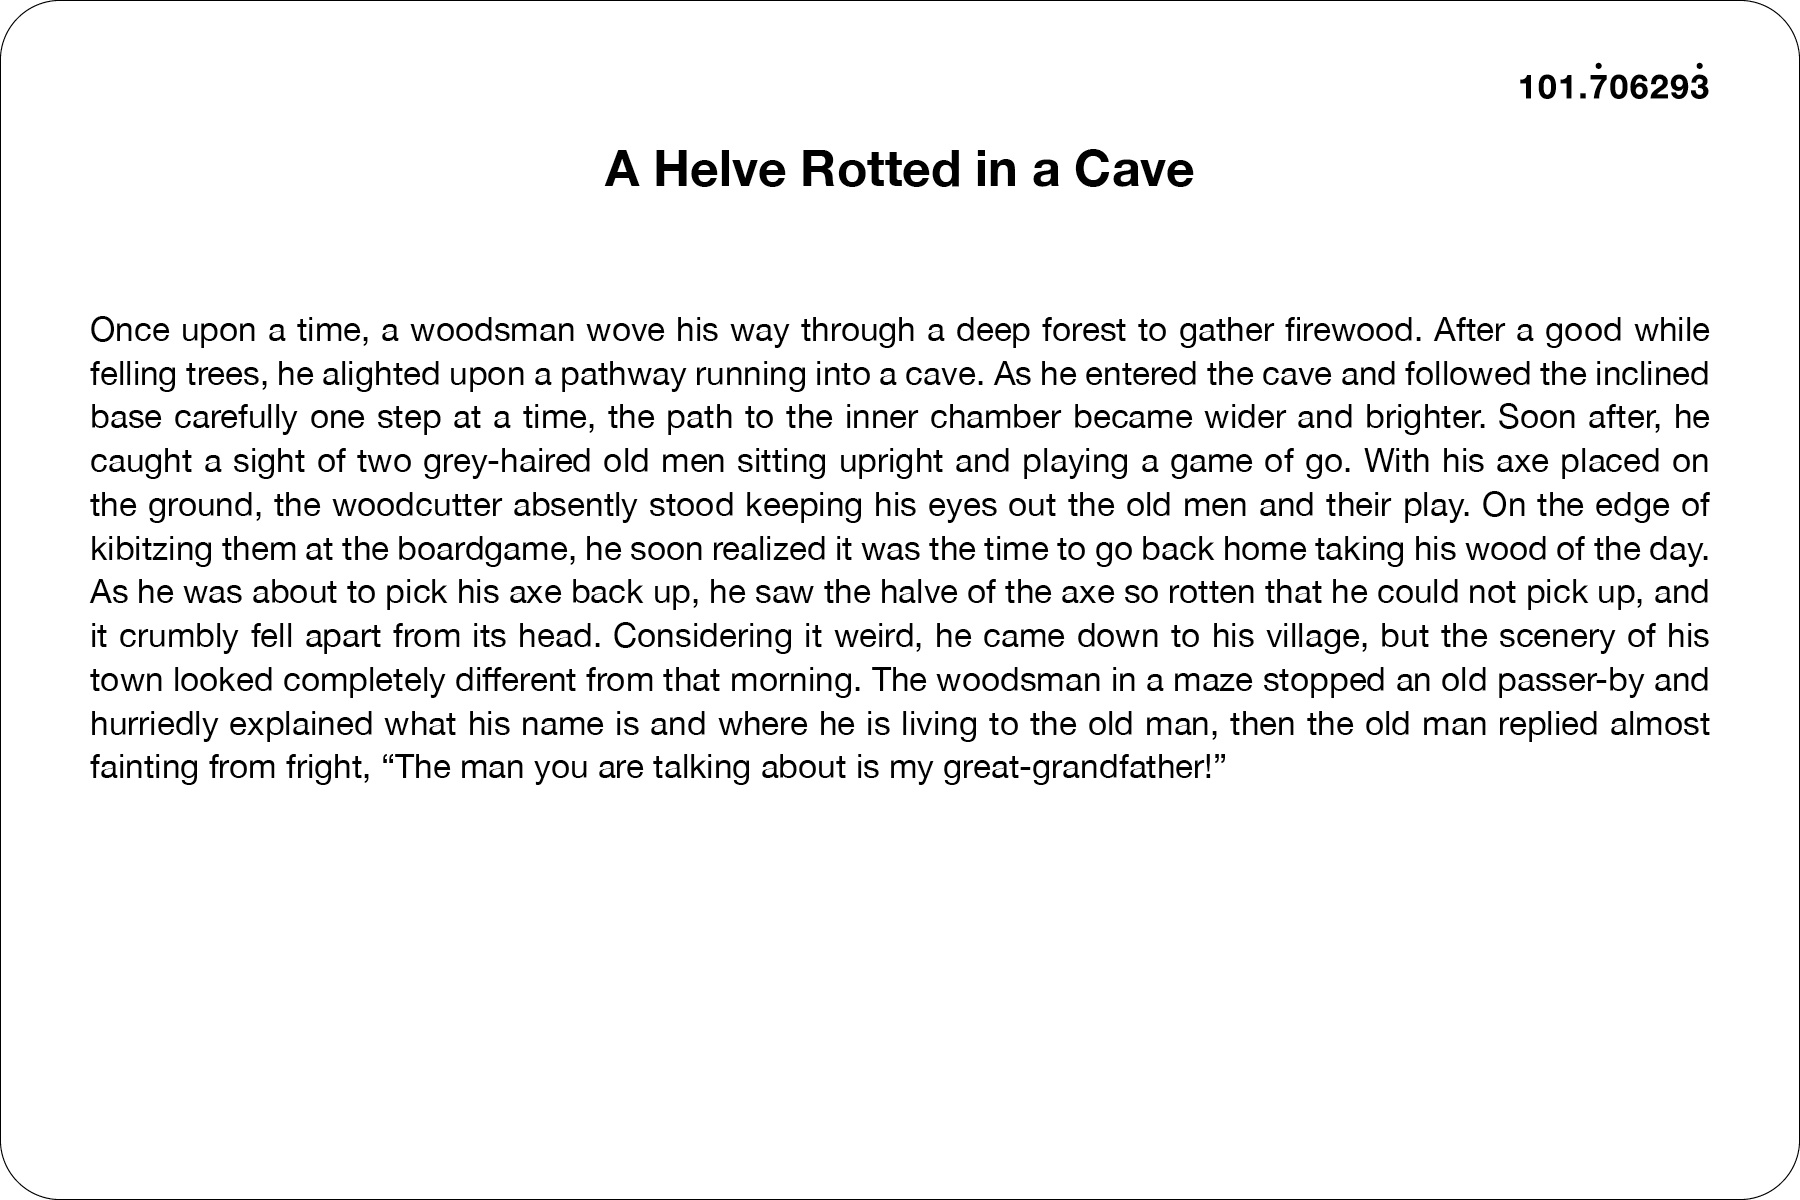 101.7̇06293̇
A Helve Rotted in a Cave
Once upon a time, a woodsman wove his way through a deep forest to gather firewood. After a good while
felling trees, he alighted upon a pathway running into a cave. As he entered the cave and followed the inclined
base carefully one step at a time, the path to the inner chamber became wider and brighter. Soon after, he
caught a sight of two grey-haired old men sitting upright and playing a game of go. With his axe placed on
the ground, the woodcutter absently stood keeping his eyes out the old men and their play. On the edge of
kibitzing them at the boardgame, he soon realized it was the time to go back home taking his wood of the day.
As he was about to pick his axe back up, he saw the halve of the axe so rotten that he could not pick up, and
it crumbly fell apart from its head. Considering it weird, he came down to his village, but the scenery of his
town looked completely different from that morning. The woodsman in a maze stopped an old passer-by and
hurriedly explained what his name is and where he is living to the old man, then the old man replied almost
fainting from fright, “The man you are talking about is my great-grandfather!”